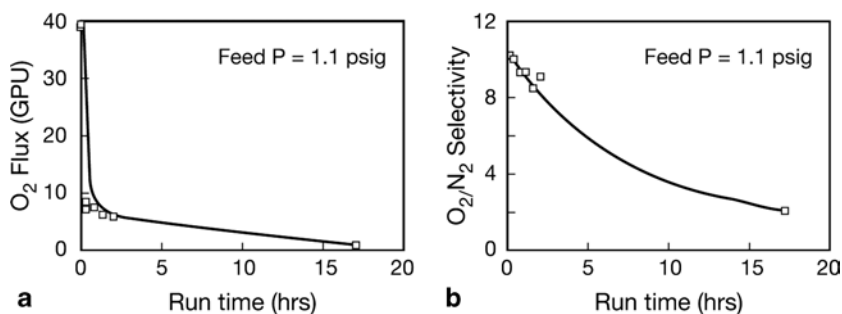 40
30
20
10
0
O₂ Flux (GPU)
Feed P = 1.1 psig
0 5 10 15 20
a Run time (hrs)
12
8
4
0
O₂/N₂ Selectivity
Feed P = 1.1 psig
0 5 10 15 20
b Run time (hrs)